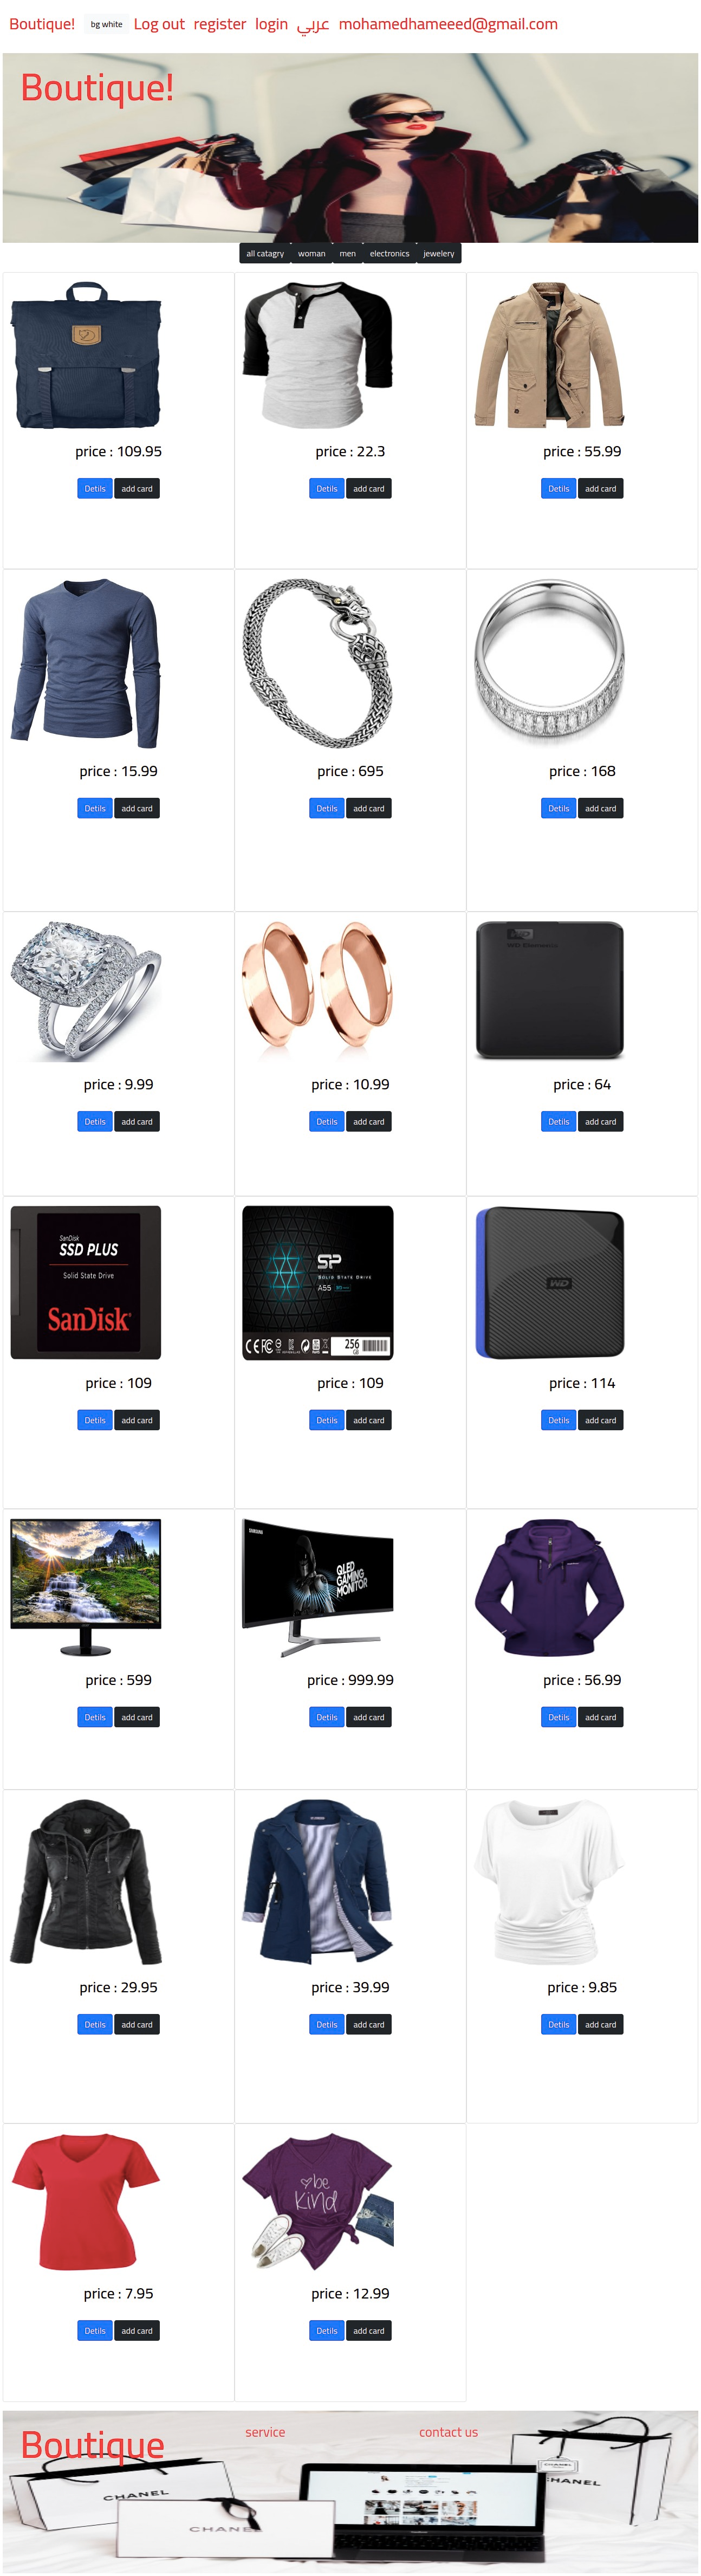 Boutique! bg white Log out register login عربي mohamedhameeed@gmail.com
Boutique!
all catagry woman men electronics jewelery
price : 109.95 price : 22.3 price : 55.99
Detils add card Detils add card Detils add card
price : 15.99 price : 695 price : 168
Detils add card Detils add card Detils add card
WD
WD Elements
price : 9.99 price : 10.99 price : 64
Detils add card Detils add card Detils add card
SanDisk
SSD PLUS
Solid State Drive
SanDisk
SP
SOLID STATE DRIVE
A55
256
GB
WD
price : 109 price : 109 price : 114
Detils add card Detils add card Detils add card
SAMSUNG
QLED
GAMING
MONITOR
price : 599 price : 999.99 price : 56.99
Detils add card Detils add card Detils add card
price : 29.95 price : 39.99 price : 9.85
Detils add card Detils add card Detils add card
be
kind
price : 7.95 price : 12.99
Detils add card Detils add card
Boutique service contact us
CHANEL
CHANEL
CHANEL